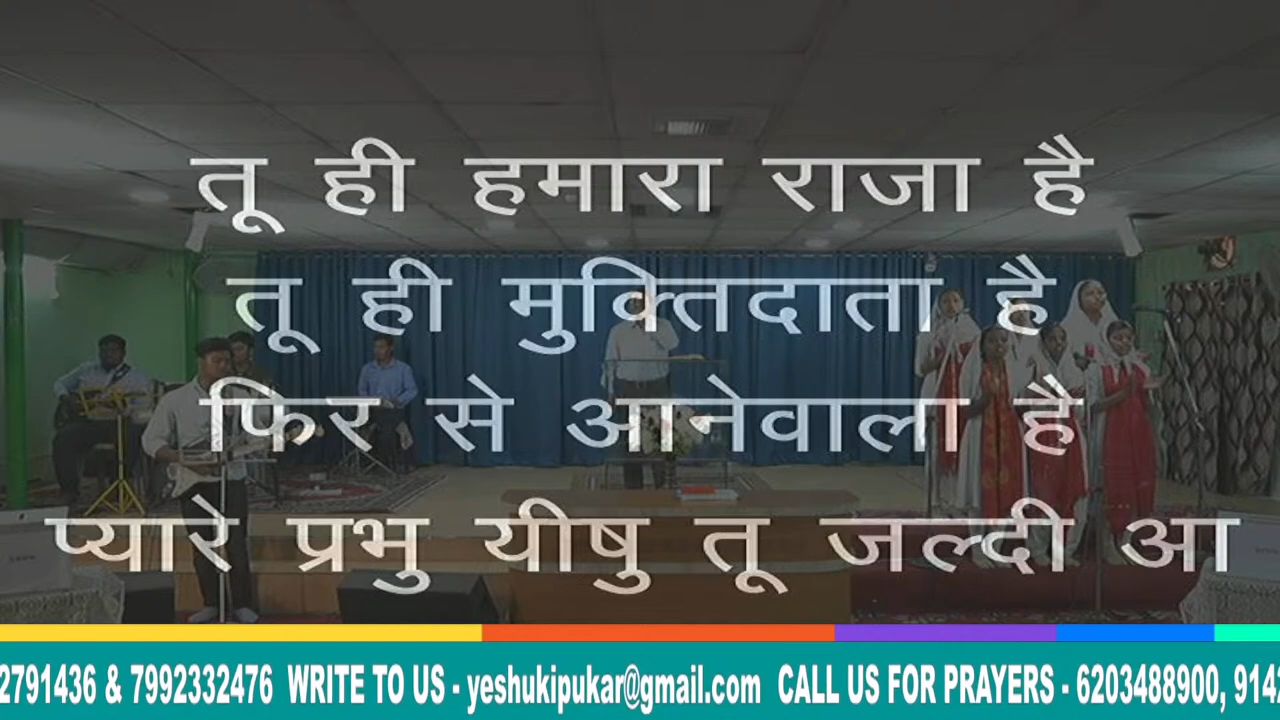 तू ही हमारा राजा है
तू ही मुक्तिदाता है
फिर से आनेवाला है
प्यारे प्रभु यीषु तू जल्दी आ
2791436 & 7992332476 WRITE TO US - yeshukipukar@gmail.com CALL US FOR PRAYERS - 6203488900, 914